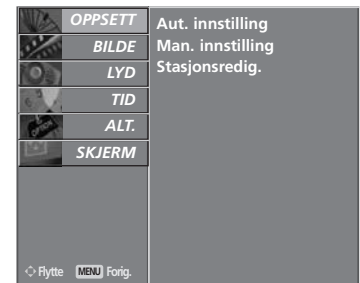 OPPSETT
BILDE
LYD
TID
ALT.
SKJERM
Aut. innstilling
Man. innstilling
Stasjonsredig.
Flytte MENU Forig.